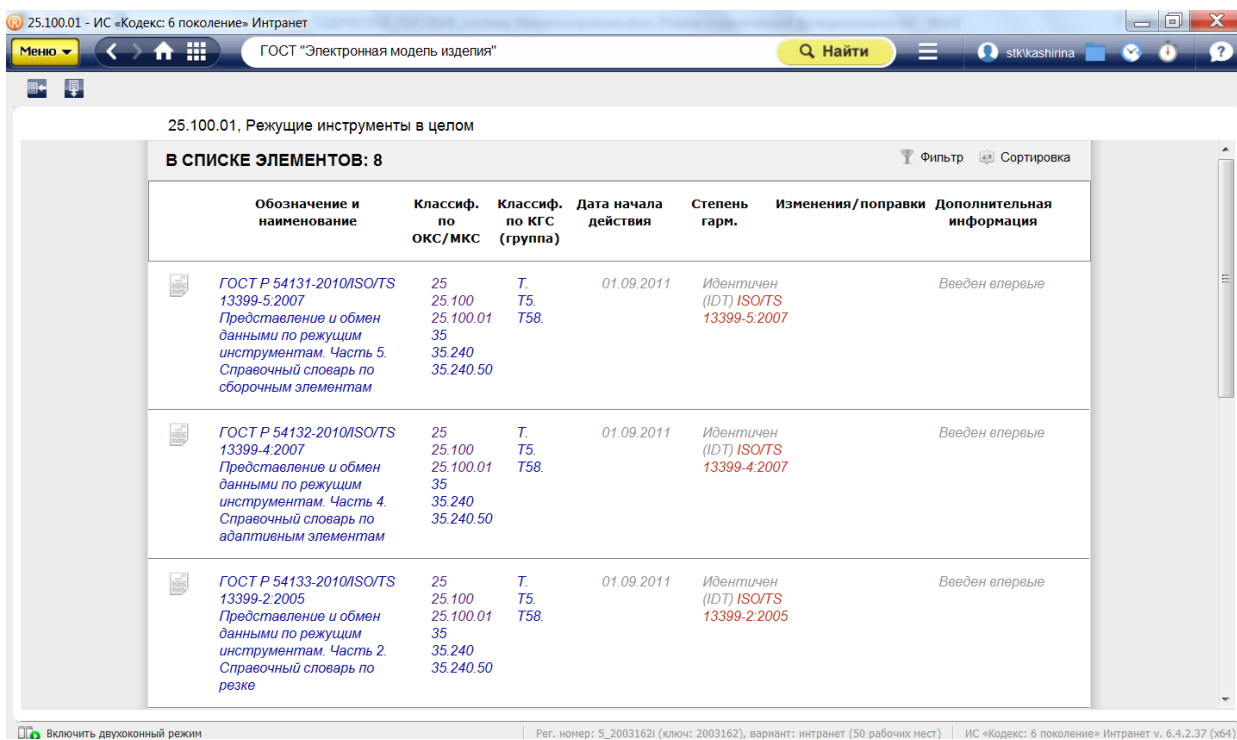 25.100.01 - ИС «Кодекс: 6 поколение» Интранет
Меню
ГОСТ "Электронная модель изделия"
Найти
stk\kashirina
25.100.01, Режущие инструменты в целом
В СПИСКЕ ЭЛЕМЕНТОВ: 8
Фильтр
Сортировка
Обозначение и наименование
Классиф. по ОКС/МКС
Классиф. по КГС (группа)
Дата начала действия
Степень гарм.
Изменения/поправки
Дополнительная информация
ГОСТ Р 54131-2010/ISO/TS
13399-5:2007
Представление и обмен
данными по режущим
инструментам. Часть 5.
Справочный словарь по
сборочным элементам
25
25.100
25.100.01
35
35.240
35.240.50
Т.
Т5.
Т58.
01.09.2011
Идентичен
(IDT) ISO/TS
13399-5:2007
Введен впервые
ГОСТ Р 54132-2010/ISO/TS
13399-4:2007
Представление и обмен
данными по режущим
инструментам. Часть 4.
Справочный словарь по
адаптивным элементам
25
25.100
25.100.01
35
35.240
35.240.50
Т.
Т5.
Т58.
01.09.2011
Идентичен
(IDT) ISO/TS
13399-4:2007
Введен впервые
ГОСТ Р 54133-2010/ISO/TS
13399-2:2005
Представление и обмен
данными по режущим
инструментам. Часть 2.
Справочный словарь по
резке
25
25.100
25.100.01
35
35.240
35.240.50
Т.
Т5.
Т58.
01.09.2011
Идентичен
(IDT) ISO/TS
13399-2:2005
Введен впервые
Включить двухоконный режим
Рег. номер: 5_2003162i (ключ: 2003162), вариант: интранет (50 рабочих мест)
ИС «Кодекс: 6 поколение» Интранет v. 6.4.2.37 (x64)